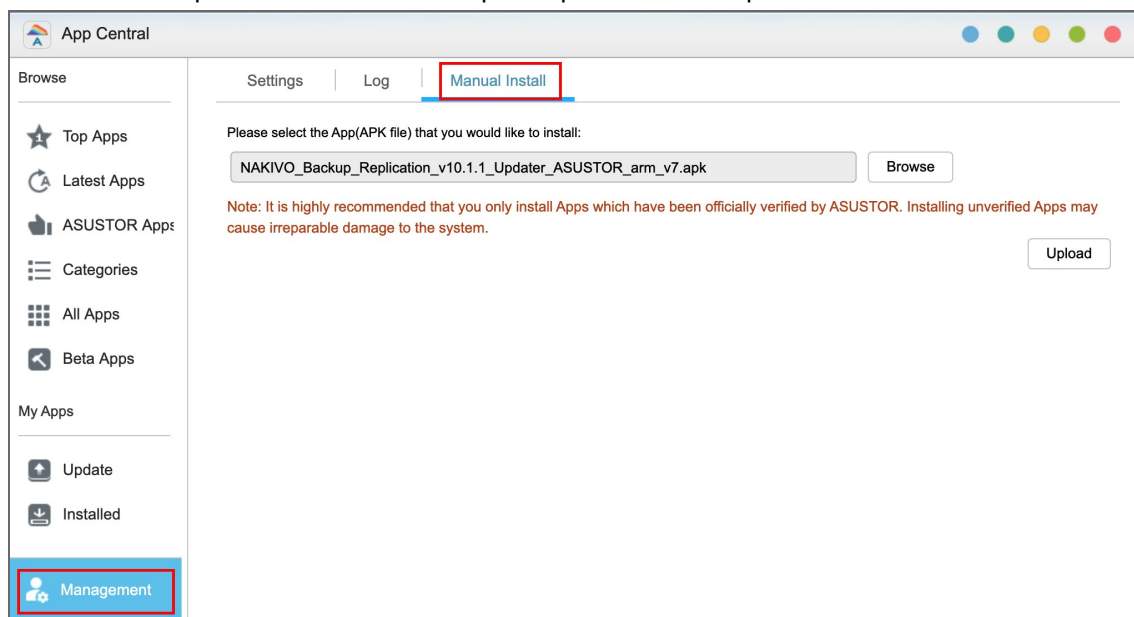 App Central
Browse
Top Apps
Latest Apps
ASUSTOR Apps
Categories
All Apps
Beta Apps
My Apps
Update
Installed
Management
Settings
Log
Manual Install
Please select the App(APK file) that you would like to install:
NAKIVO_Backup_Replication_v10.1.1_Updater_ASUSTOR_arm_v7.apk
Browse
Note: It is highly recommended that you only install Apps which have been officially verified by ASUSTOR. Installing unverified Apps may
cause irreparable damage to the system.
Upload